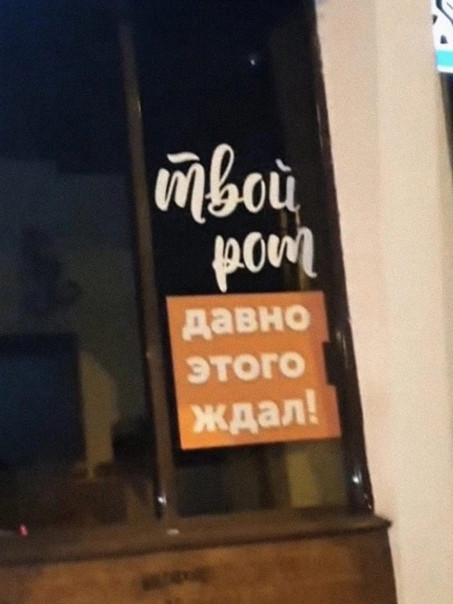 твой
рот
давно
этого
ждал!